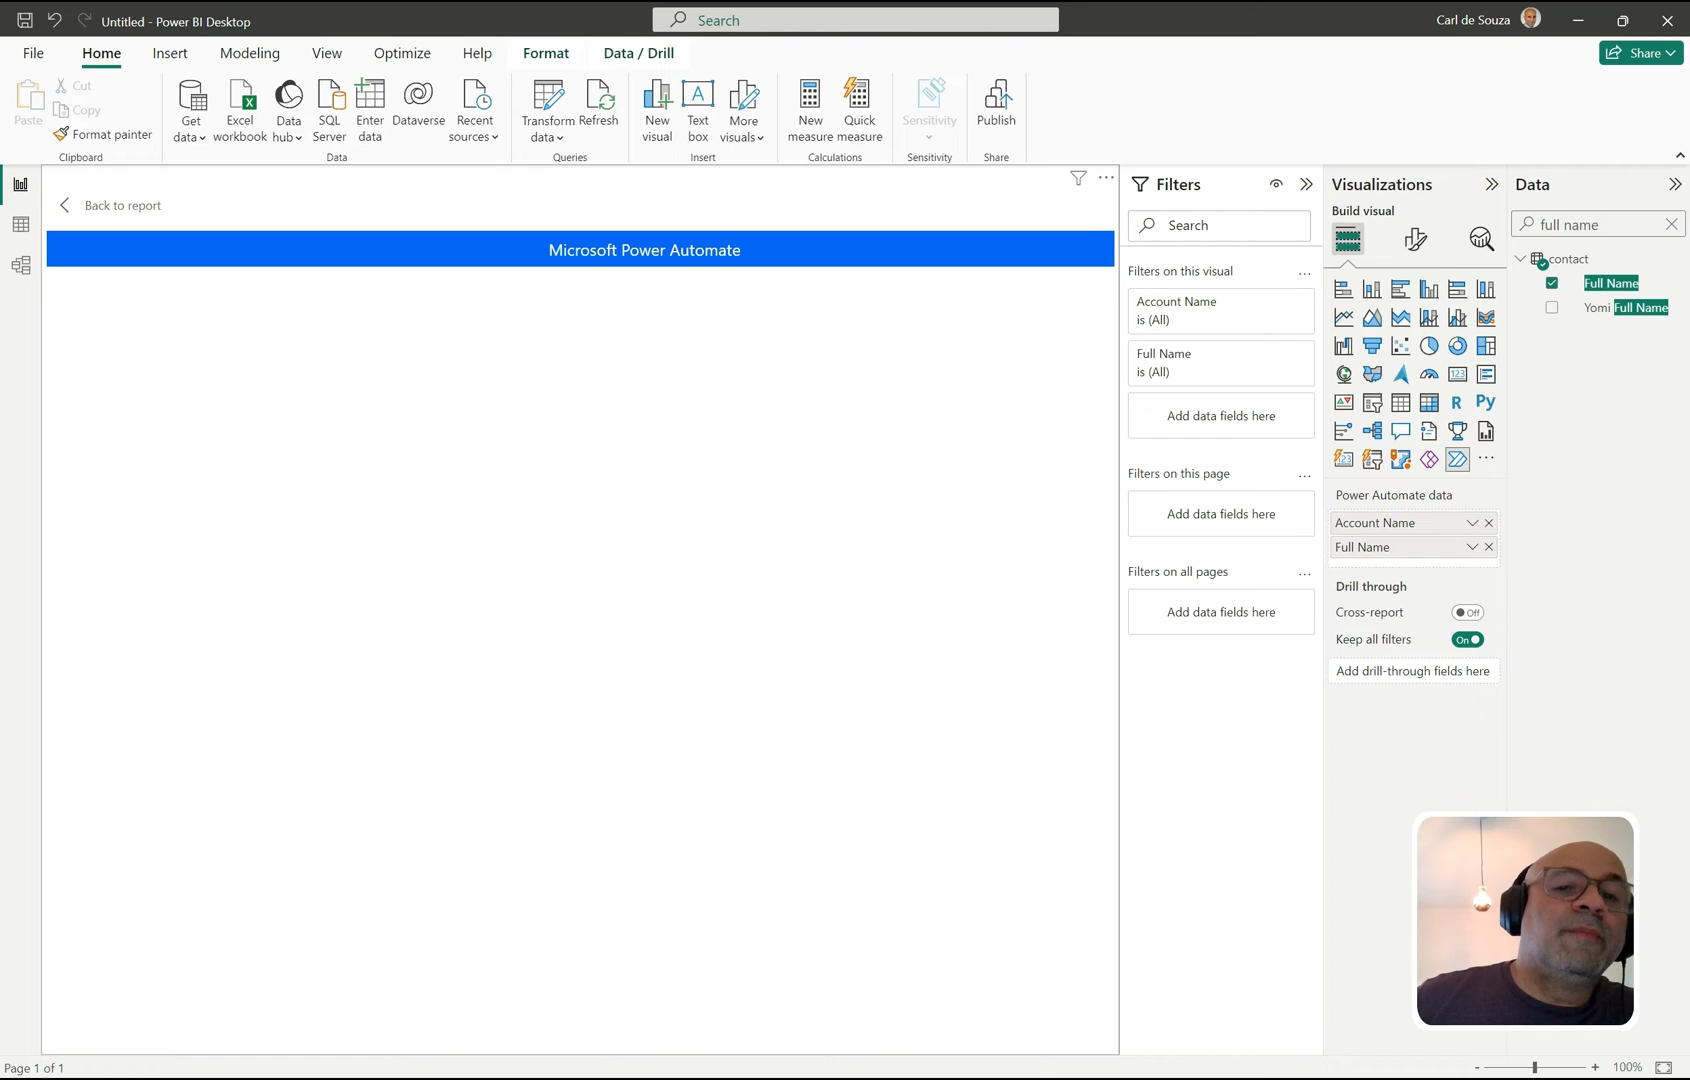 Untitled - Power BI Desktop
Search
Carl de Souza
File
Home
Insert
Modeling
View
Optimize
Help
Format
Data / Drill
Share
Paste
Cut
Copy
Format painter
Clipboard
Get
data
Excel
workbook
Data
hub
SQL
Server
Enter
data
Dataverse
Recent
sources
Data
Transform
data
Refresh
Queries
New
visual
Text
box
More
visuals
Insert
New
measure
Quick
measure
Calculations
Sensitivity
Sensitivity
Publish
Share
Back to report
Microsoft Power Automate
Filters
Search
Filters on this visual
...
Account Name
is (All)
Full Name
is (All)
Add data fields here
Filters on this page
...
Add data fields here
Filters on all pages
...
Add data fields here
Visualizations
Build visual
123
R
Py
123
...
Power Automate data
Account Name
Full Name
Drill through
Cross-report
Off
Keep all filters
On
Add drill-through fields here
Data
full name
contact
Full Name
Yomi Full Name
Page 1 of 1
- + 100%